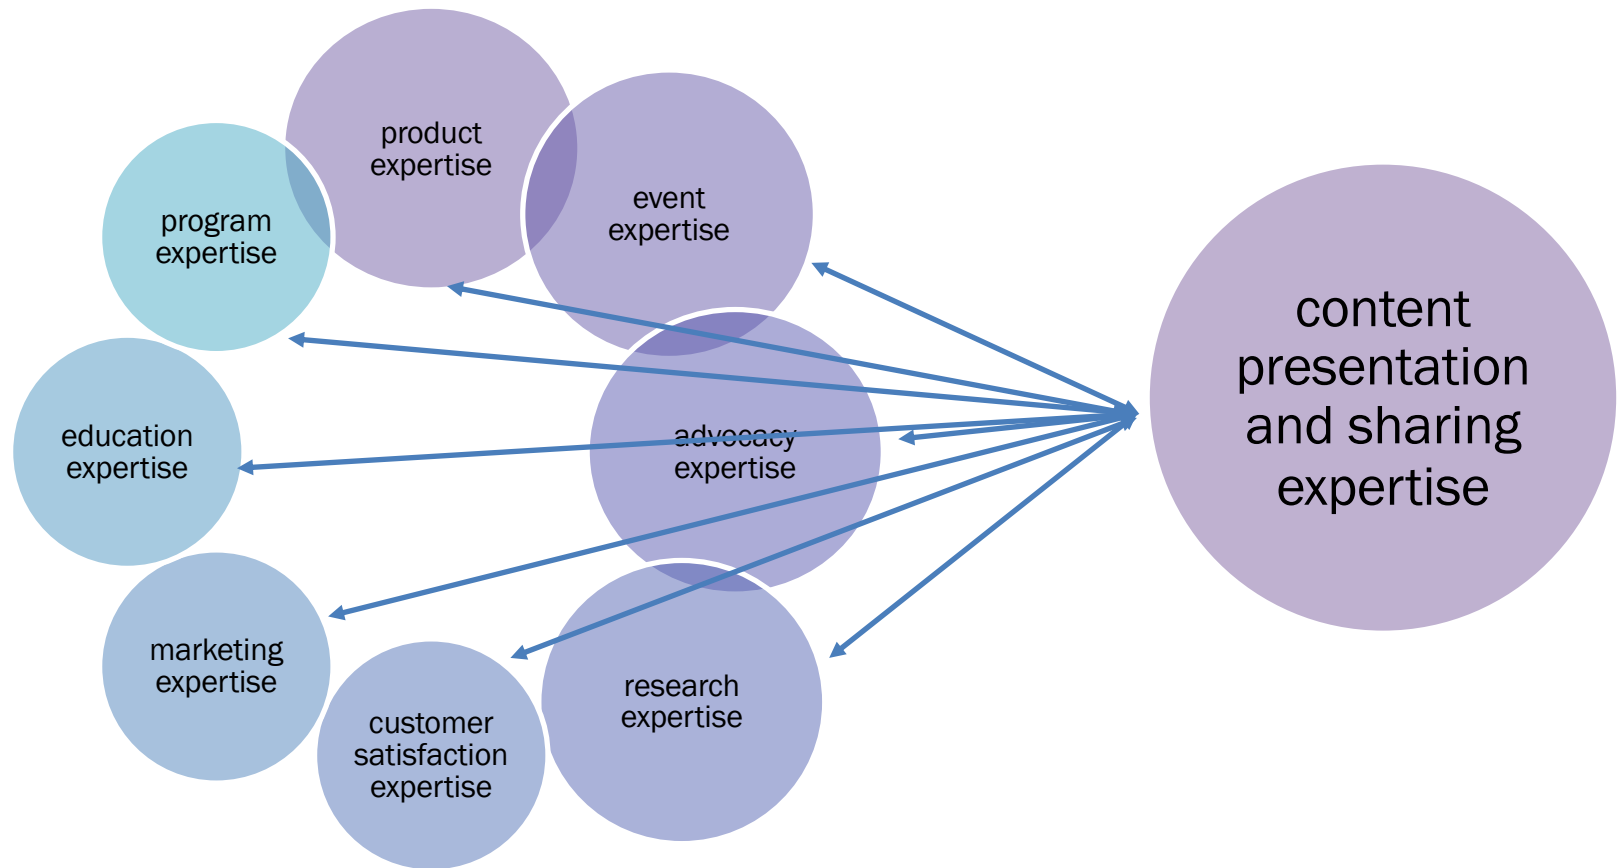 product
expertise
event
expertise
program
expertise
content
presentation
and sharing
expertise
education
expertise
advocacy
expertise
marketing
expertise
research
expertise
customer
satisfaction
expertise